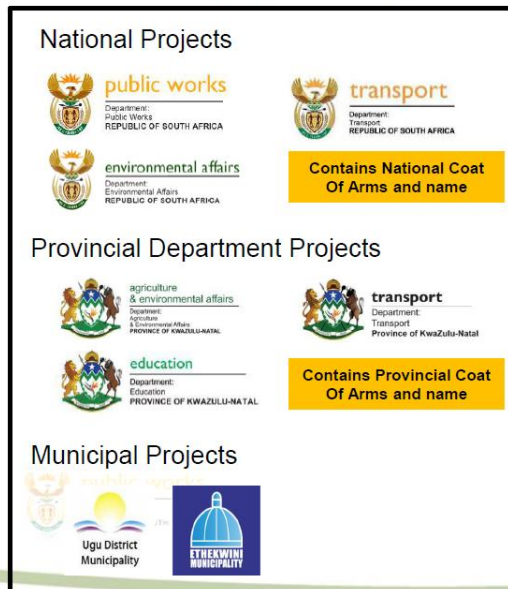 National Projects
public works
Department:
Public Works
REPUBLIC OF SOUTH AFRICA
transport
Department:
Transport
REPUBLIC OF SOUTH AFRICA
environmental affairs
Department:
Environmental Affairs
REPUBLIC OF SOUTH AFRICA
Contains National Coat
Of Arms and name
Provincial Department Projects
agriculture
& environmental affairs
Department:
Agriculture
& Environmental Affairs
PROVINCE OF KWAZULU-NATAL
transport
Department:
Transport
Province of KwaZulu-Natal
education
Department:
Education
PROVINCE OF KWAZULU-NATAL
Contains Provincial Coat
Of Arms and name
Municipal Projects
public works
Ugu District
Municipality
ETHEKWINI
MUNICIPALITY